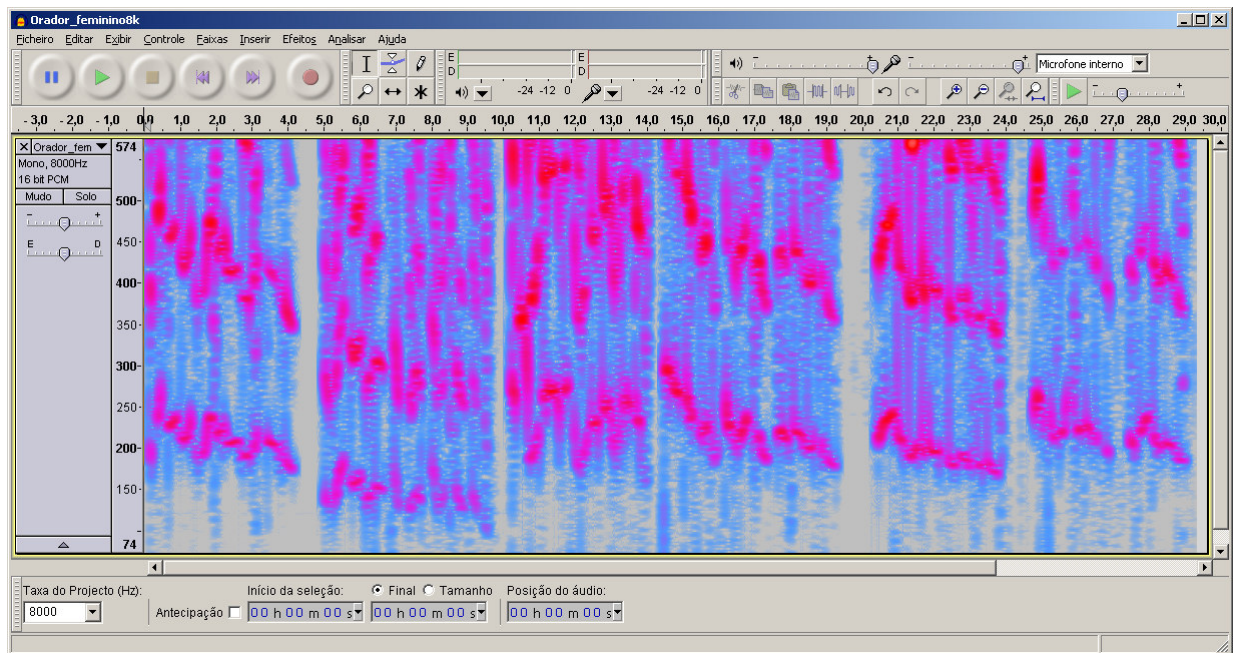 Orador_feminino8k
Ficheiro Editar Exibir Controle Faixas Inserir Efeitos Analisar Ajuda
E
D
-24 -12 0
E
D
-24 -12 0
Microfone interno
- 3,0 - 2,0 - 1,0 0,0 1,0 2,0 3,0 4,0 5,0 6,0 7,0 8,0 9,0 10,0 11,0 12,0 13,0 14,0 15,0 16,0 17,0 18,0 19,0 20,0 21,0 22,0 23,0 24,0 25,0 26,0 27,0 28,0 29,0 30,0
X Orador_fem
Mono, 8000Hz
16 bit PCM
Mudo Solo
- +
E D
574
500-
450-
400-
350-
300-
250-
200-
150-
74
Taxa do Projecto (Hz): Início da seleção: Final Tamanho Posição do áudio:
8000 Antecipação 00 h 00 m 00 s 00 h 00 m 00 s 00 h 00 m 00 s